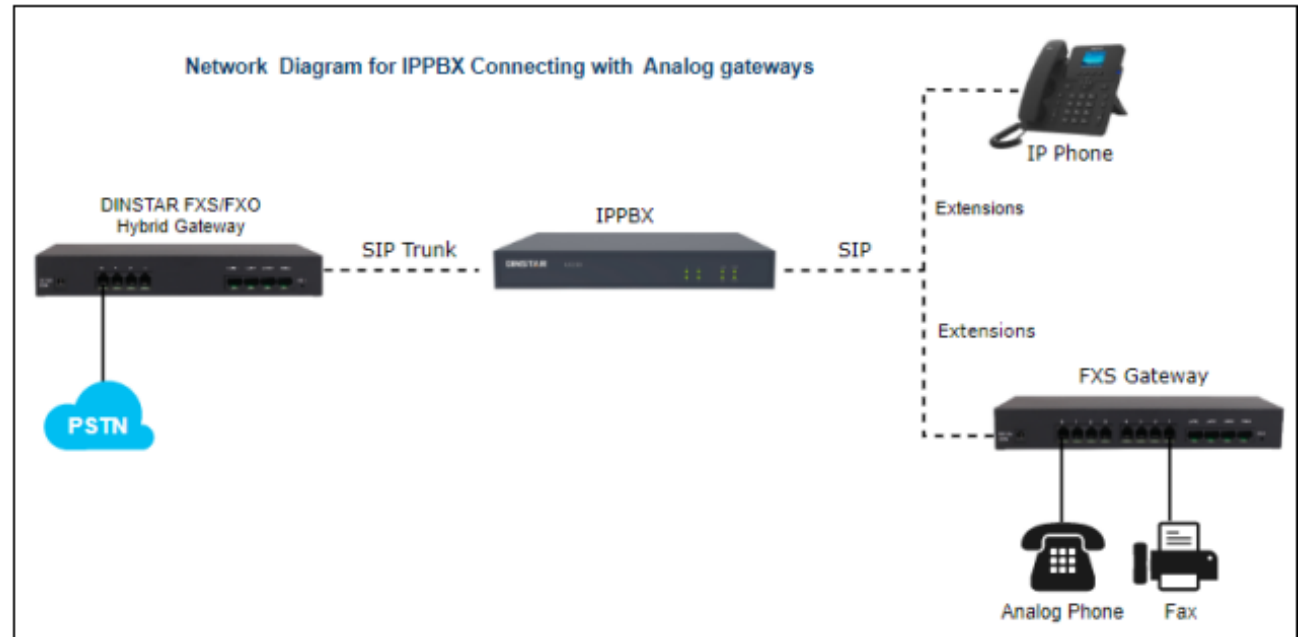 Network Diagram for IPPBX Connecting with Analog gateways
IP Phone
DINSTAR FXS/FXO
Hybrid Gateway
SIP Trunk
IPPBX
DINSTAR
SIP
Extensions
Extensions
PSTN
FXS Gateway
Analog Phone
Fax